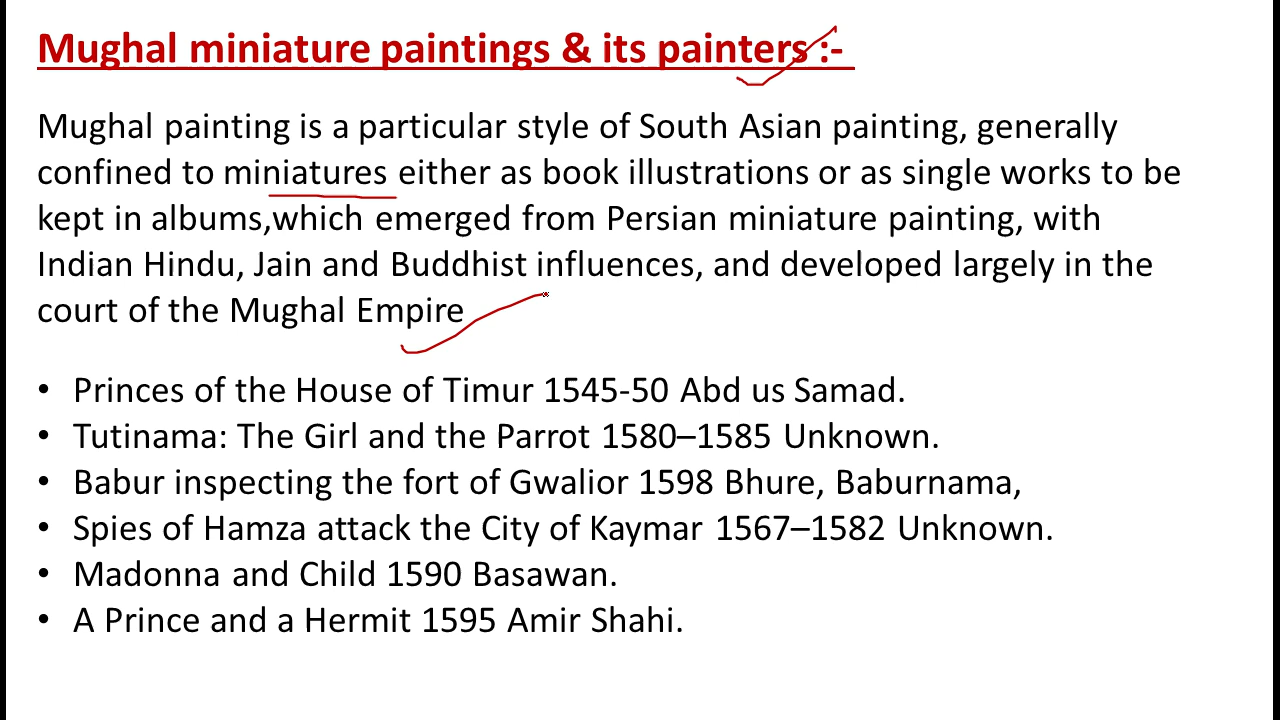 Mughal miniature paintings & its painters :-
Mughal painting is a particular style of South Asian painting, generally
confined to miniatures either as book illustrations or as single works to be
kept in albums,which emerged from Persian miniature painting, with
Indian Hindu, Jain and Buddhist influences, and developed largely in the
court of the Mughal Empire
• Princes of the House of Timur 1545-50 Abd us Samad.
• Tutinama: The Girl and the Parrot 1580–1585 Unknown.
• Babur inspecting the fort of Gwalior 1598 Bhure, Baburnama,
• Spies of Hamza attack the City of Kaymar 1567–1582 Unknown.
• Madonna and Child 1590 Basawan.
• A Prince and a Hermit 1595 Amir Shahi.